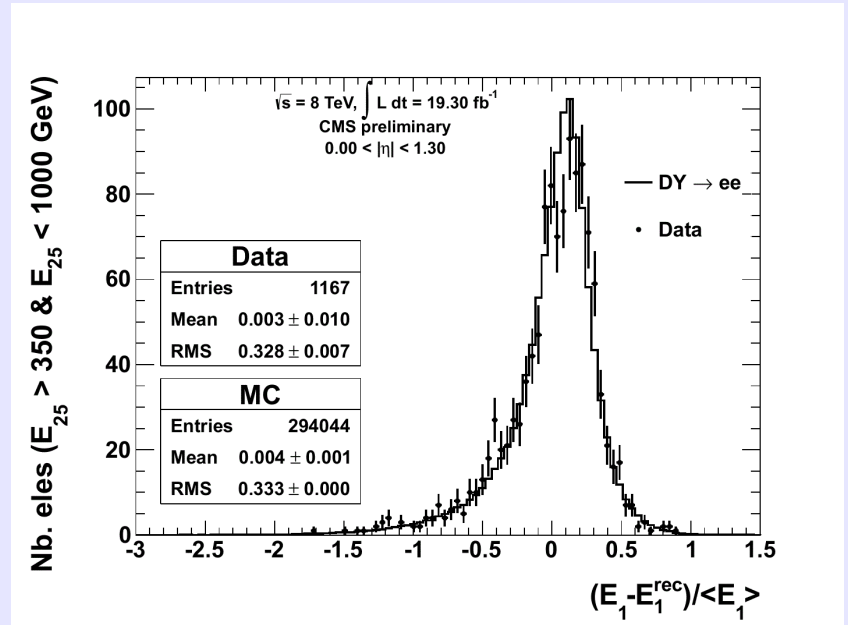 Nb. eles (E25 > 350 & E25 < 1000 GeV)
√s = 8 TeV, ∫ L dt = 19.30 fb-1
CMS preliminary
0.00 < |η| < 1.30
DY → ee
Data
Data
Entries 1167
Mean 0.003 ± 0.010
RMS 0.328 ± 0.007
MC
Entries 294044
Mean 0.004 ± 0.001
RMS 0.333 ± 0.000
100
80
60
40
20
0
-3 -2.5 -2 -1.5 -1 -0.5 0 0.5 1 1.5
(E1-E1rec)/<E1>